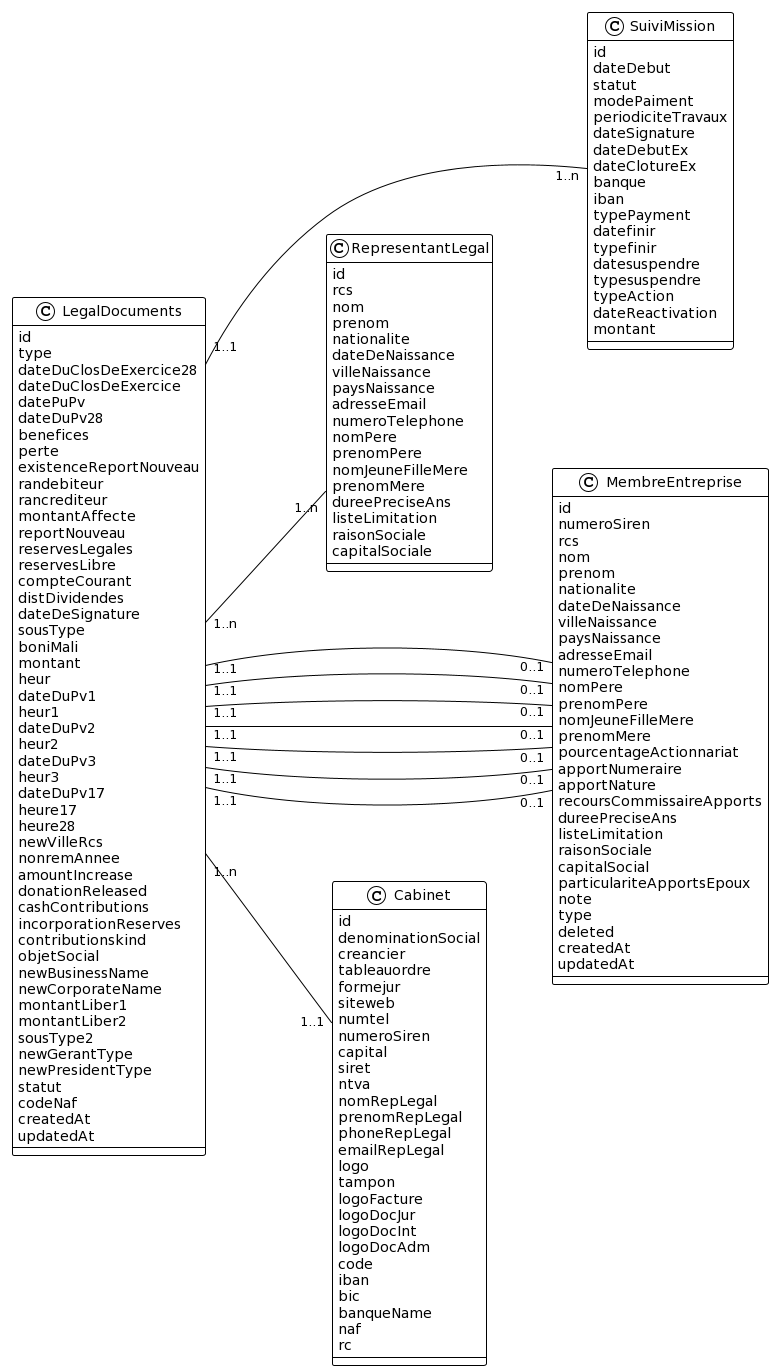 SuiviMission
id
dateDebut
statut
modePaiment
periodiciteTravaux
dateSignature
dateDebutEx
dateClotureEx
banque
iban
typePayment
datefinir
typefinir
datesuspendre
typesuspendre
typeAction
dateReactivation
montant
1..n
1..1
RepresentantLegal
id
rcs
nom
prenom
nationalite
dateDeNaissance
villeNaissance
paysNaissance
adresseEmail
numeroTelephone
nomPere
prenomPere
nomJeuneFilleMere
prenomMere
dureePreciseAns
listeLimitation
raisonSociale
capitalSociale
1..n
1..n
LegalDocuments
id
type
dateDuClosDeExercice28
dateDuClosDeExercice
datePuPv
dateDuPv28
benefices
perte
existenceReportNouveau
randebiteur
rancrediteur
montantAffecte
reportNouveau
reservesLegales
reservesLibre
compteCourant
distDividendes
dateDeSignature
sousType
boniMali
montant
heur
dateDuPv1
heur1
dateDuPv2
heur2
dateDuPv3
heur3
dateDuPv17
heure17
heure28
newVilleRcs
nonremAnnee
amountIncrease
donationReleased
cashContributions
incorporationReserves
contributionskind
objetSocial
newBusinessName
newCorporateName
montantLiber1
montantLiber2
sousType2
newGerantType
newPresidentType
statut
codeNaf
createdAt
updatedAt
1..1 0..1
1..1 0..1
1..1 0..1
1..1 0..1
1..1 0..1
1..1 0..1
1..1 0..1
MembreEntreprise
id
numeroSiren
rcs
nom
prenom
nationalite
dateDeNaissance
villeNaissance
paysNaissance
adresseEmail
numeroTelephone
nomPere
prenomPere
nomJeuneFilleMere
prenomMere
pourcentageActionnariat
apportNumeraire
apportNature
recoursCommissaireApports
dureePreciseAns
listeLimitation
raisonSociale
capitalSocial
particulariteApportsEpoux
note
type
deleted
createdAt
updatedAt
1..n
1..1
Cabinet
id
denominationSocial
creancier
tableauordre
formejur
siteweb
numtel
numeroSiren
capital
siret
ntva
nomRepLegal
prenomRepLegal
phoneRepLegal
emailRepLegal
logo
tampon
logoFacture
logoDocJur
logoDocInt
logoDocAdm
code
iban
bic
banqueName
naf
rc